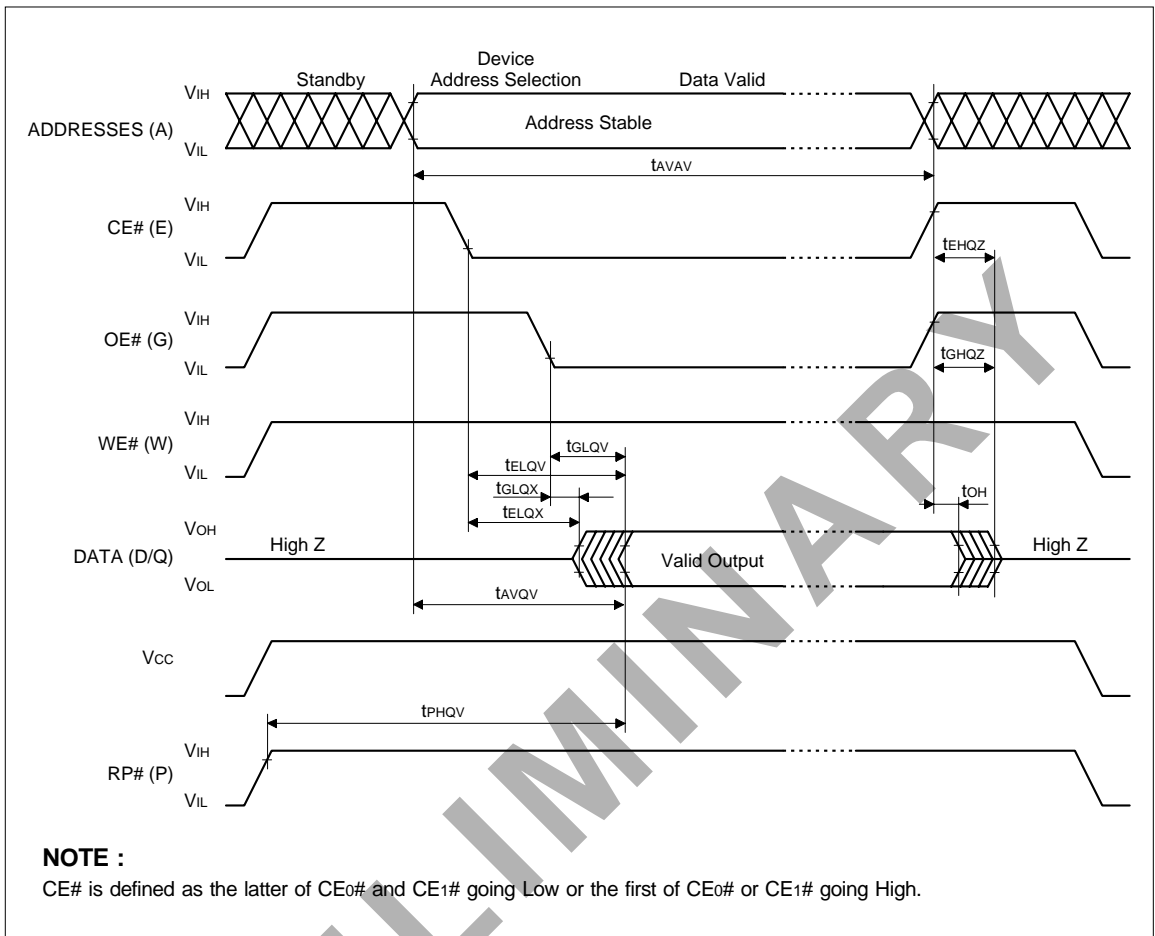 Device
Standby Address Selection Data Valid
VIH
ADDRESSES (A) Address Stable
VIL
tAVAV
VIH
CE# (E)
VIL
tEHQZ
VIH
OE# (G)
VIL
tGHQZ
VIH
WE# (W)
VIL
tGLQV
tELQV
tGLQX
tELQX
tOH
VOH
DATA (D/Q) High Z Valid Output High Z
VOL
tAVQV
VCC
tPHQV
VIH
RP# (P)
VIL
NOTE :
CE# is defined as the latter of CE0# and CE1# going Low or the first of CE0# or CE1# going High.
LIMINARY